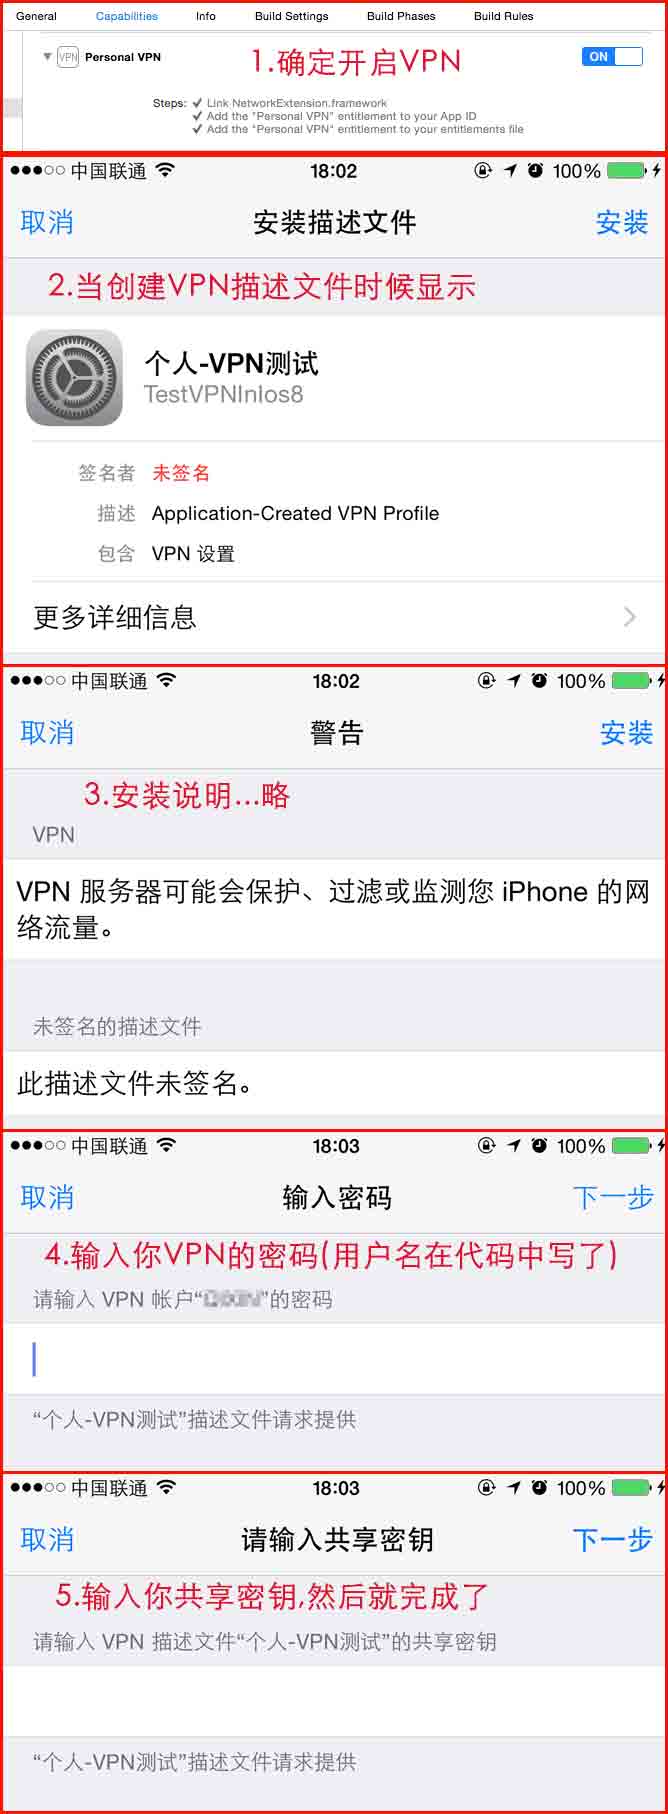 General Capabilities Info Build Settings Build Phases Build Rules
VPN Personal VPN
1.确定开启VPN
ON
Steps: ✓ Link NetworkExtension.framework
✓ Add the "Personal VPN" entitlement to your App ID
✓ Add the "Personal VPN" entitlement to your entitlements file
中国联通 18:02 100%
取消 安装描述文件 安装
2.当创建VPN描述文件时候显示
个人-VPN测试
TestVPNInIos8
签名者 未签名
描述 Application-Created VPN Profile
包含 VPN 设置
更多详细信息
中国联通 18:02 100%
取消 警告 安装
3.安装说明...略
VPN
VPN 服务器可能会保护、过滤或监测您 iPhone 的网
络流量。
未签名的描述文件
此描述文件未签名。
中国联通 18:03 100%
取消 输入密码 下一步
4.输入你VPN的密码(用户名在代码中写了)
请输入 VPN 帐户“ ”的密码
“个人-VPN测试”描述文件请求提供
中国联通 18:03 100%
取消 请输入共享密钥 下一步
5.输入你共享密钥,然后就完成了
请输入 VPN 描述文件“个人-VPN测试”的共享密钥
“个人-VPN测试”描述文件请求提供